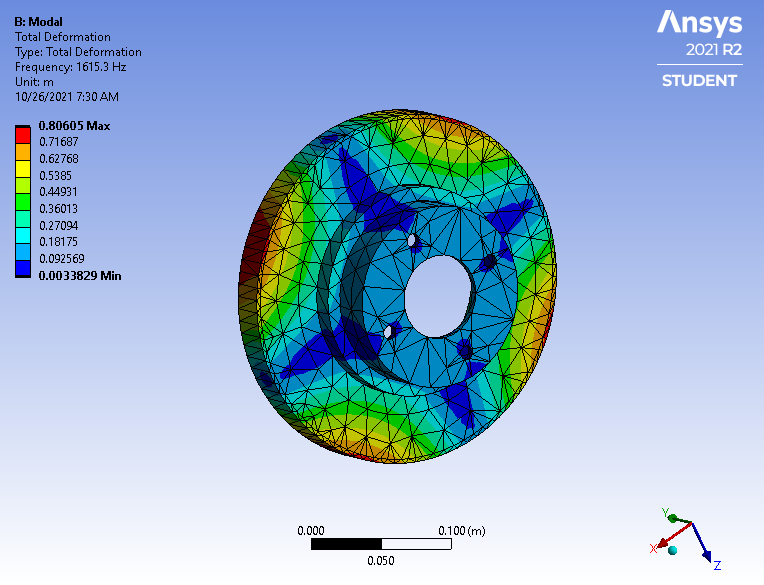 B: Modal
Total Deformation
Type: Total Deformation
Frequency: 1615.3 Hz
Unit: m
10/26/2021 7:30 AM
0.80605 Max
0.71687
0.62768
0.5385
0.44931
0.36013
0.27094
0.18175
0.092569
0.0033829 Min
Ansys
2021 R2
STUDENT
0.000
0.100 (m)
0.050
Y
X
Z